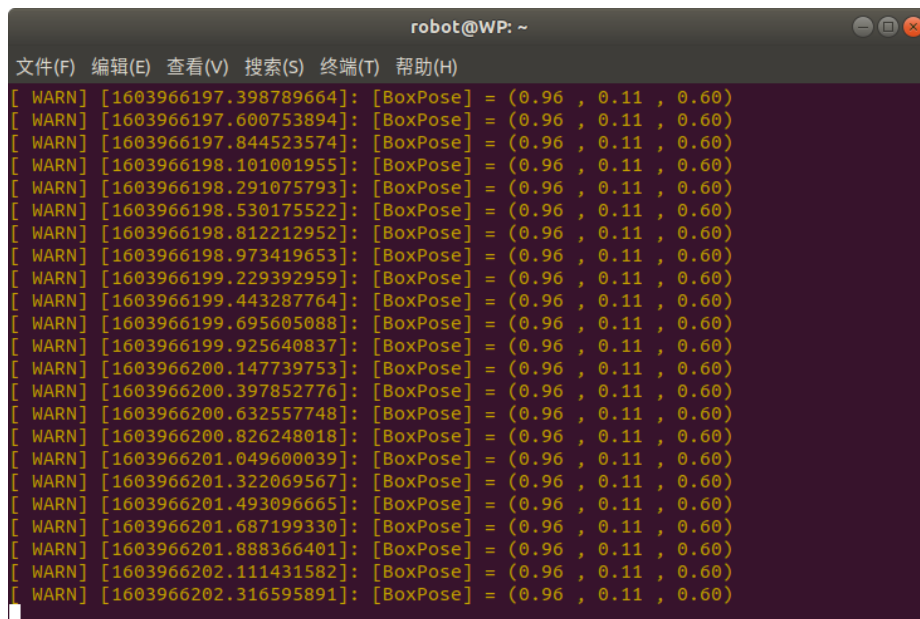 robot@WP: ~
文件(F) 编辑(E) 查看(V) 搜索(S) 终端(T) 帮助(H)
[ WARN] [1603966197.398789664]: [BoxPose] = (0.96 , 0.11 , 0.60)
[ WARN] [1603966197.600753894]: [BoxPose] = (0.96 , 0.11 , 0.60)
[ WARN] [1603966197.844523574]: [BoxPose] = (0.96 , 0.11 , 0.60)
[ WARN] [1603966198.101001955]: [BoxPose] = (0.96 , 0.11 , 0.60)
[ WARN] [1603966198.291075793]: [BoxPose] = (0.96 , 0.11 , 0.60)
[ WARN] [1603966198.530175522]: [BoxPose] = (0.96 , 0.11 , 0.60)
[ WARN] [1603966198.812212952]: [BoxPose] = (0.96 , 0.11 , 0.60)
[ WARN] [1603966198.973419653]: [BoxPose] = (0.96 , 0.11 , 0.60)
[ WARN] [1603966199.229392959]: [BoxPose] = (0.96 , 0.11 , 0.60)
[ WARN] [1603966199.443287764]: [BoxPose] = (0.96 , 0.11 , 0.60)
[ WARN] [1603966199.695605088]: [BoxPose] = (0.96 , 0.11 , 0.60)
[ WARN] [1603966199.925640837]: [BoxPose] = (0.96 , 0.11 , 0.60)
[ WARN] [1603966200.147739753]: [BoxPose] = (0.96 , 0.11 , 0.60)
[ WARN] [1603966200.397852776]: [BoxPose] = (0.96 , 0.11 , 0.60)
[ WARN] [1603966200.632557748]: [BoxPose] = (0.96 , 0.11 , 0.60)
[ WARN] [1603966200.826248018]: [BoxPose] = (0.96 , 0.11 , 0.60)
[ WARN] [1603966201.049600039]: [BoxPose] = (0.96 , 0.11 , 0.60)
[ WARN] [1603966201.322069567]: [BoxPose] = (0.96 , 0.11 , 0.60)
[ WARN] [1603966201.493096665]: [BoxPose] = (0.96 , 0.11 , 0.60)
[ WARN] [1603966201.687199330]: [BoxPose] = (0.96 , 0.11 , 0.60)
[ WARN] [1603966201.888366401]: [BoxPose] = (0.96 , 0.11 , 0.60)
[ WARN] [1603966202.111431582]: [BoxPose] = (0.96 , 0.11 , 0.60)
[ WARN] [1603966202.316595891]: [BoxPose] = (0.96 , 0.11 , 0.60)